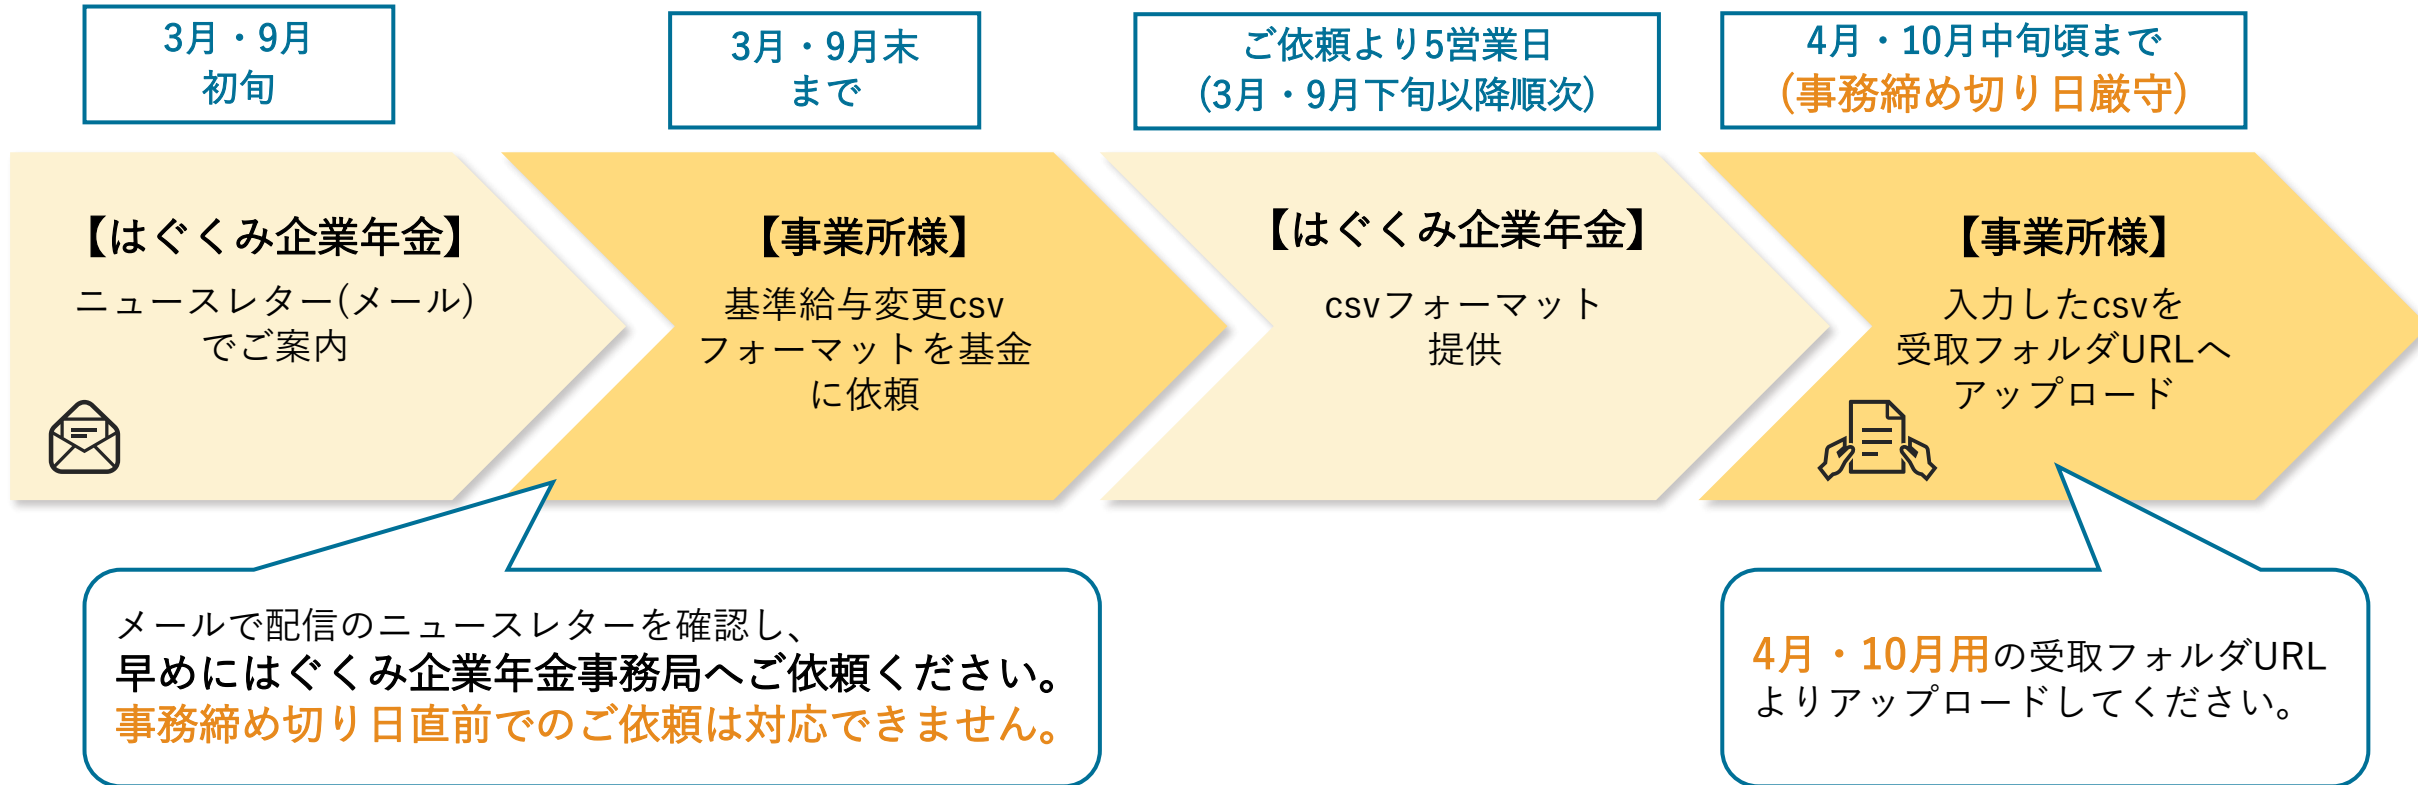 3月・9月
初旬
3月・9月末
まで
ご依頼より5営業日
(3月・9月下旬以降順次)
4月・10月中旬頃まで
(事務締め切り日厳守)
【はぐくみ企業年金】
ニュースレター(メール)
でご案内
【事業所様】
基準給与変更csv
フォーマットを基金
に依頼
【はぐくみ企業年金】
csvフォーマット
提供
【事業所様】
入力したcsvを
受取フォルダURLへ
アップロード
メールで配信のニュースレターを確認し、
早めにはぐくみ企業年金事務局へご依頼ください。
事務締め切り日直前でのご依頼は対応できません。
4月・10月用の受取フォルダURL
よりアップロードしてください。